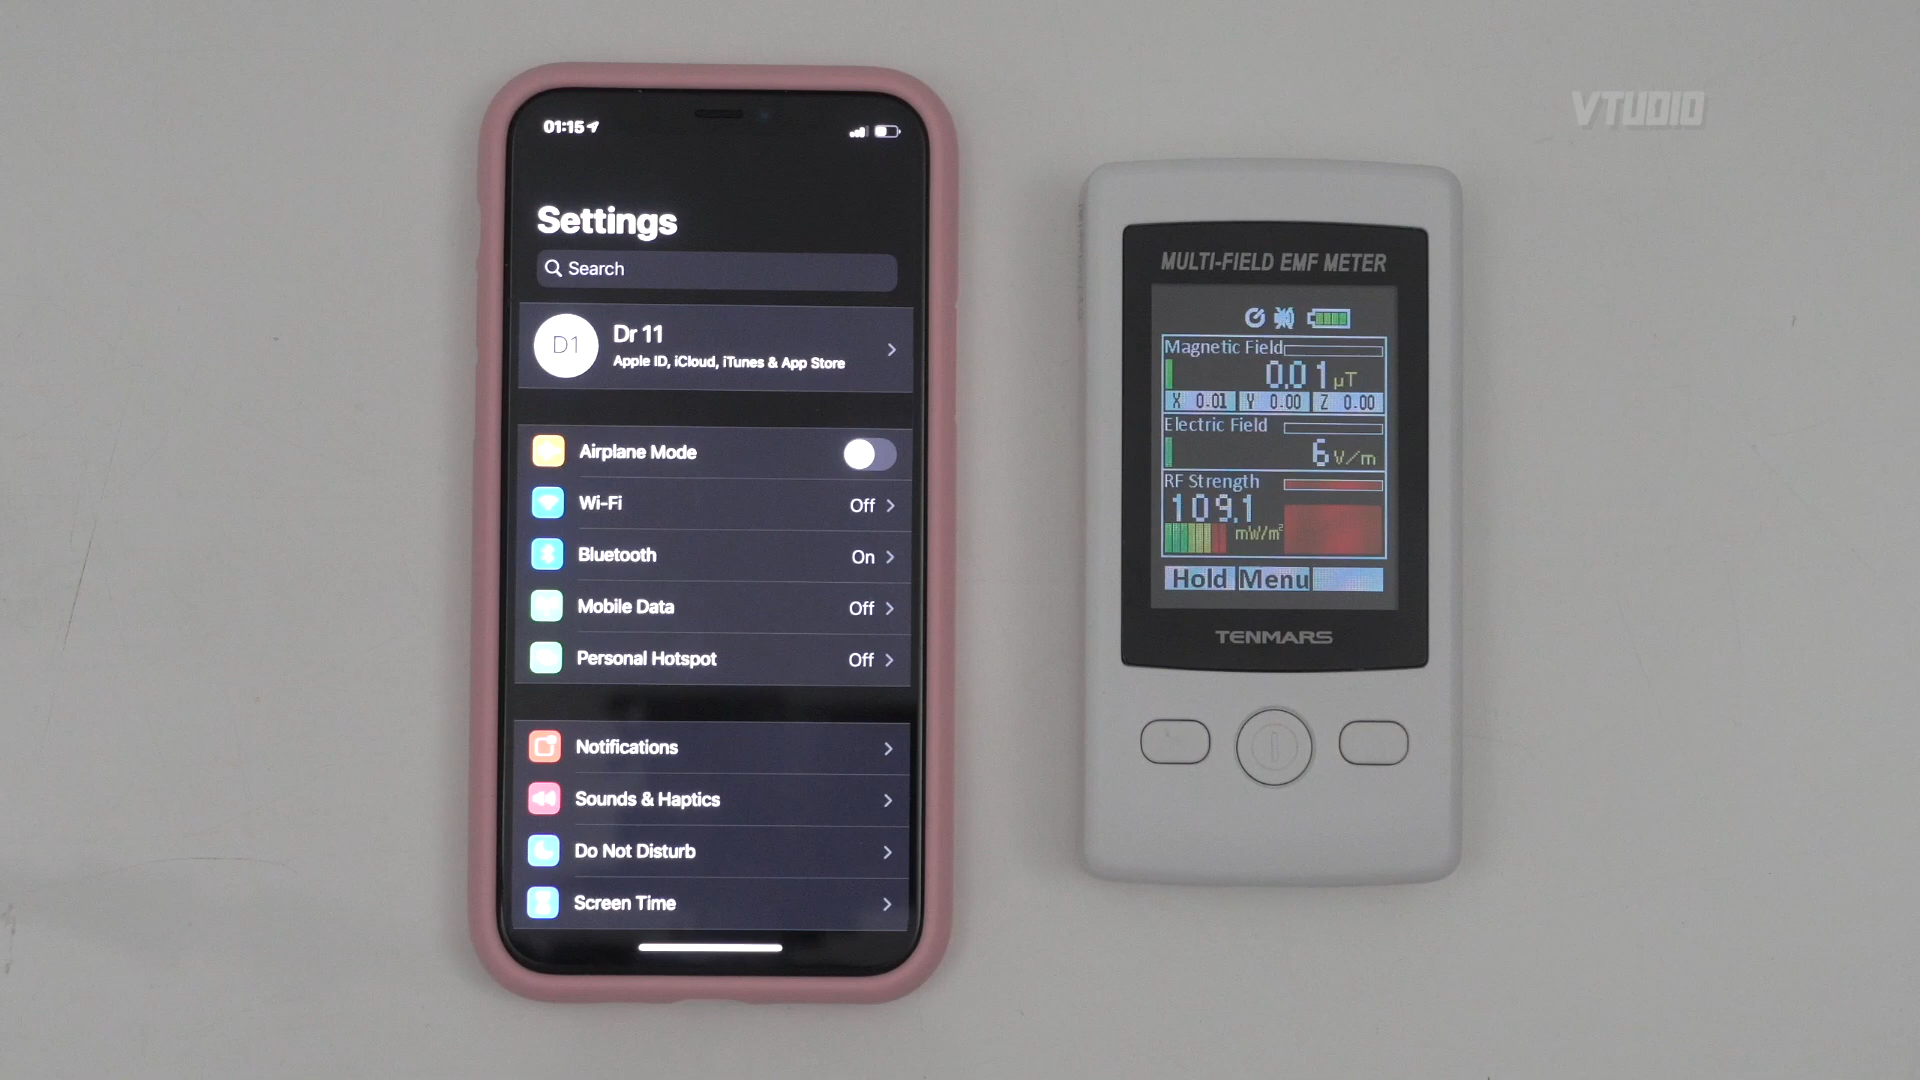 VTUDIO
01:15
Settings
Search
D1
Dr 11
Apple ID, iCloud, iTunes & App Store
Airplane Mode
Wi-Fi Off
Bluetooth On
Mobile Data Off
Personal Hotspot Off
Notifications
Sounds & Haptics
Do Not Disturb
Screen Time
MULTI-FIELD EMF METER
Magnetic Field
0.01 µT
X 0.01 Y 0.00 Z 0.00
Electric Field
6 V/m
RF Strength
109.1
mW/m²
Hold Menu
TENMARS